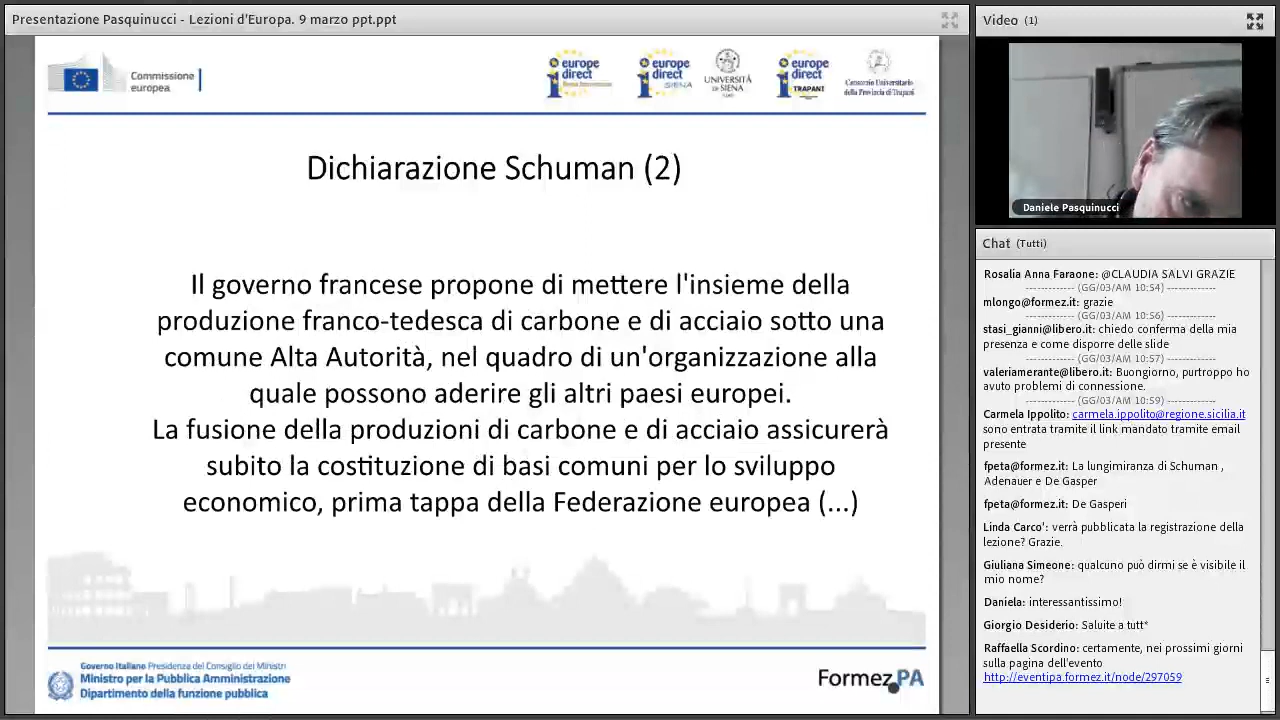 Presentazione Pasquinucci - Lezioni d'Europa. 9 marzo ppt.ppt
Commissione
europea
europe
direct
europe
direct
SIENA
UNIVERSITÀ
DI SIENA
europe
direct
TRAPANI
Consorzio Universitario
della Provincia di Trapani
Dichiarazione Schuman (2)
Il governo francese propone di mettere l'insieme della
produzione franco-tedesca di carbone e di acciaio sotto una
comune Alta Autorità, nel quadro di un'organizzazione alla
quale possono aderire gli altri paesi europei.
La fusione della produzioni di carbone e di acciaio assicurerà
subito la costituzione di basi comuni per lo sviluppo
economico, prima tappa della Federazione europea (...)
Governo Italiano Presidenza del Consiglio dei Ministri
Ministro per la Pubblica Amministrazione
Dipartimento della funzione pubblica
Formez PA
Video (1)
Daniele Pasquinucci
Chat (Tutti)
Rosalia Anna Faraone: @CLAUDIA SALVI GRAZIE
------------ (GG/03/AM 10:54) ------------
mlongo@formez.it: grazie
------------ (GG/03/AM 10:56) ------------
stasi_gianni@libero.it: chiedo conferma della mia
presenza e come disporre delle slide
------------ (GG/03/AM 10:57) ------------
valeriamerante@libero.it: Buongiorno, purtroppo ho
avuto problemi di connessione.
------------ (GG/03/AM 10:59) ------------
Carmela Ippolito: carmela.ippolito@regione.sicilia.it
sono entrata tramite il link mandato tramite email
presente
fpeta@formez.it: La lungimiranza di Schuman ,
Adenauer e De Gasper
fpeta@formez.it: De Gasperi
Linda Carco': verrà pubblicata la registrazione della
lezione? Grazie.
Giuliana Simeone: qualcuno può dirmi se è visibile il
mio nome?
Daniela: interessantissimo!
Giorgio Desiderio: Saluite a tutt*
Raffaella Scordino: certamente, nei prossimi giorni
sulla pagina dell'evento
http://eventipa.formez.it/node/297059